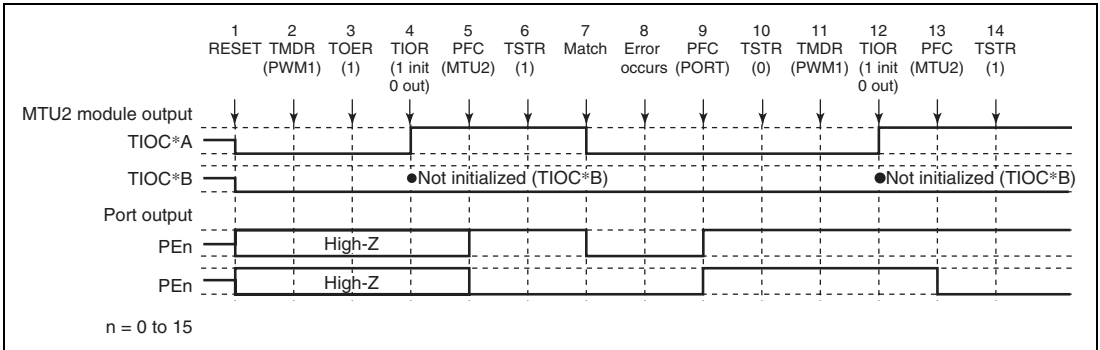 1 2 3 4 5 6 7 8 9 10 11 12 13 14
RESET TMDR TOER TIOR PFC TSTR Match Error PFC TSTR TMDR TIOR PFC TSTR
(PWM1) (1) (1 init (MTU2) (1) occurs (PORT) (0) (PWM1) (1 init (MTU2) (1)
0 out) 0 out)
MTU2 module output
TIOC*A
TIOC*B ●Not initialized (TIOC*B) ●Not initialized (TIOC*B)
Port output
PEn High-Z
PEn High-Z
n = 0 to 15